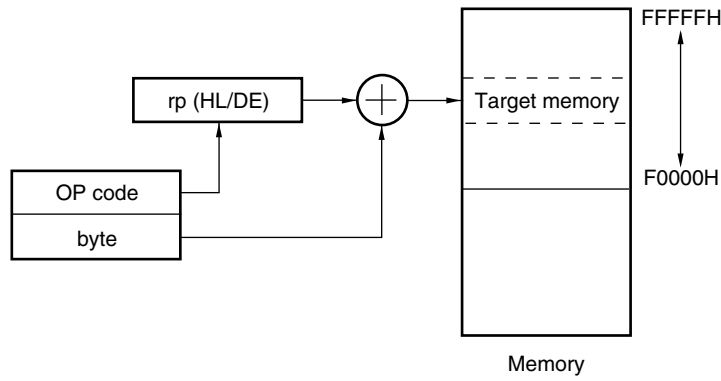 FFFFFH
rp (HL/DE)
Target memory
OP code
F0000H
byte
Memory